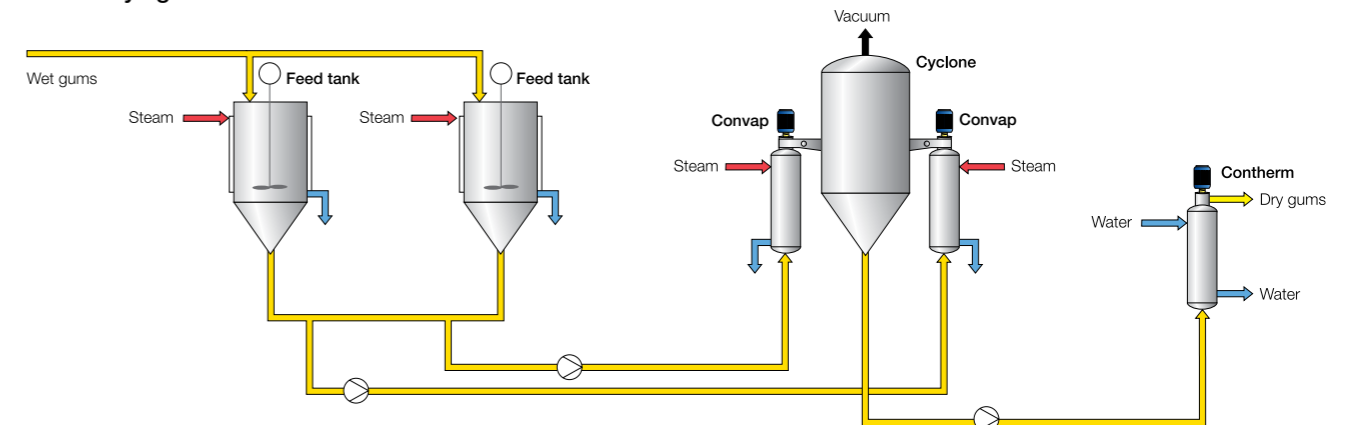 Vacuum
Cyclone
Wet gums
Feed tank
Feed tank
Steam
Steam
Convap
Convap
Steam
Steam
Contherm
Dry gums
Water
Water